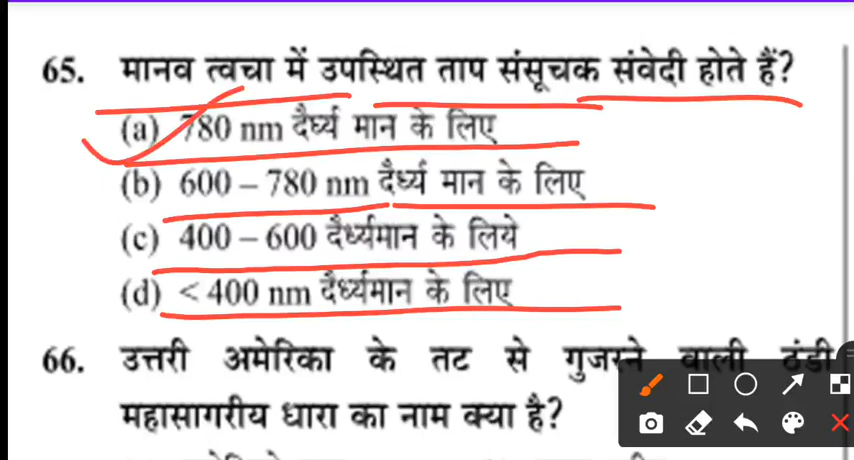 65. मानव त्वचा में उपस्थित ताप संसूचक संवेदी होते हैं?
(a) 780 nm दैर्घ्य मान के लिए
(b) 600 – 780 nm दैर्ध्य मान के लिए
(c) 400 – 600 दैर्ध्यमान के लिये
(d) < 400 nm दैर्ध्यमान के लिए
66. उत्तरी अमेरिका के तट से गुजरने वाली ठंडी
महासागरीय धारा का नाम क्या है?